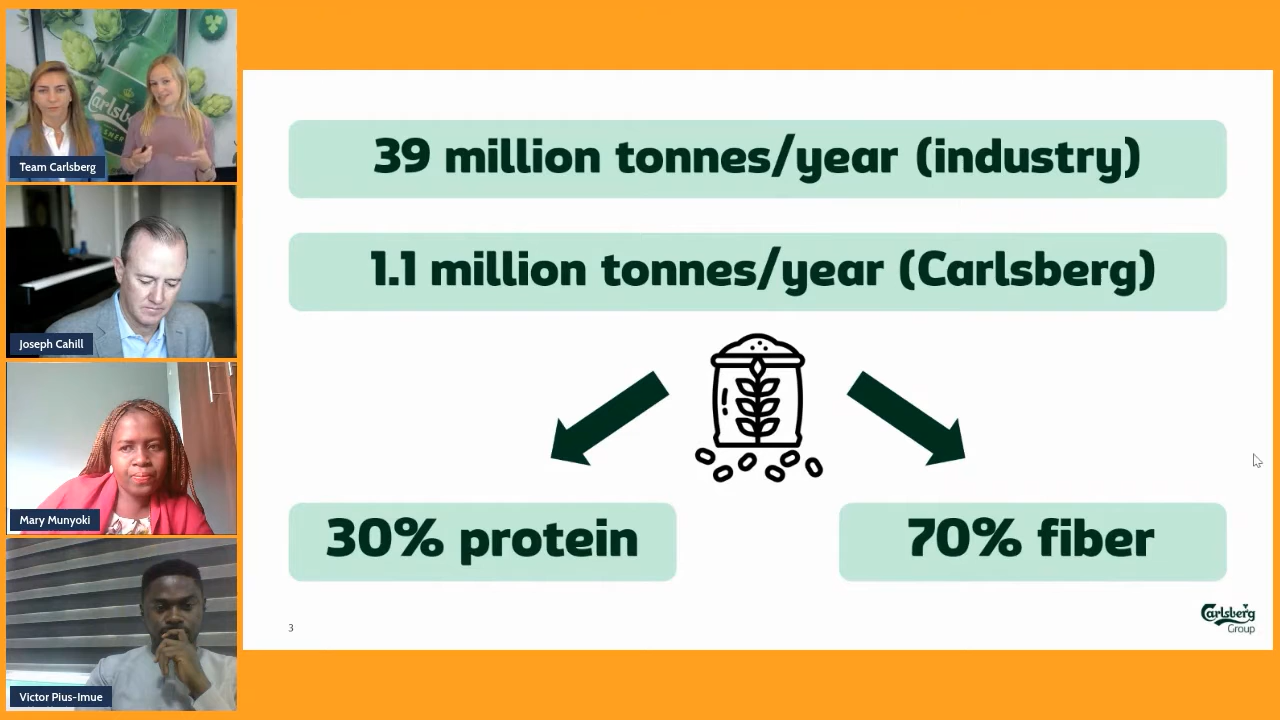 Carlsberg
Team Carlsberg
Joseph Cahill
Mary Munyoki
Victor Pius-Imue
39 million tonnes/year (industry)
1.1 million tonnes/year (Carlsberg)
30% protein
70% fiber
3
Carlsberg
Group